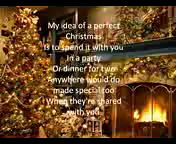 My idea of a perfect
Christmas
Is to spend it with you
In a party
Or dinner for two
Anywhere would do
made special too
When they're shared
with you